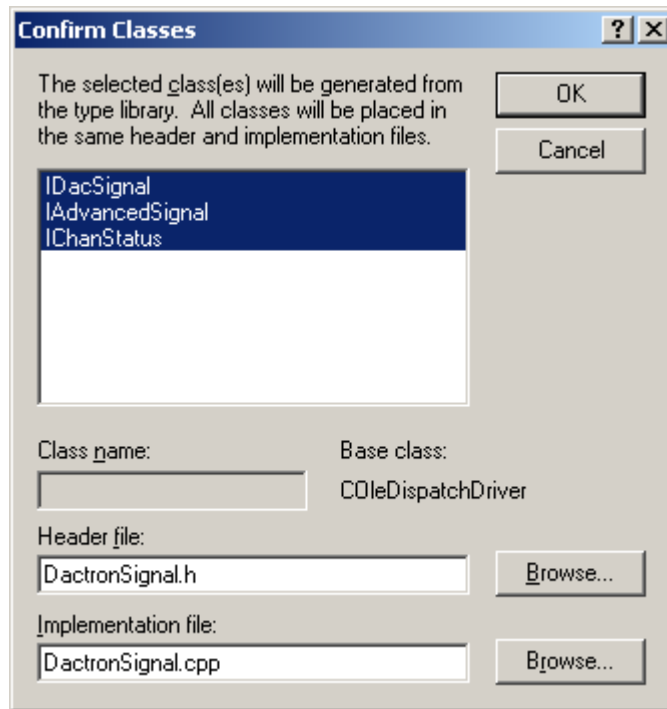 Confirm Classes
The selected class(es) will be generated from
the type library. All classes will be placed in
the same header and implementation files.
OK
Cancel
IDacSignal
IAdvancedSignal
IChanStatus
Class name:
Base class:
COleDispatchDriver
Header file:
DactronSignal.h
Browse...
Implementation file:
DactronSignal.cpp
Browse...